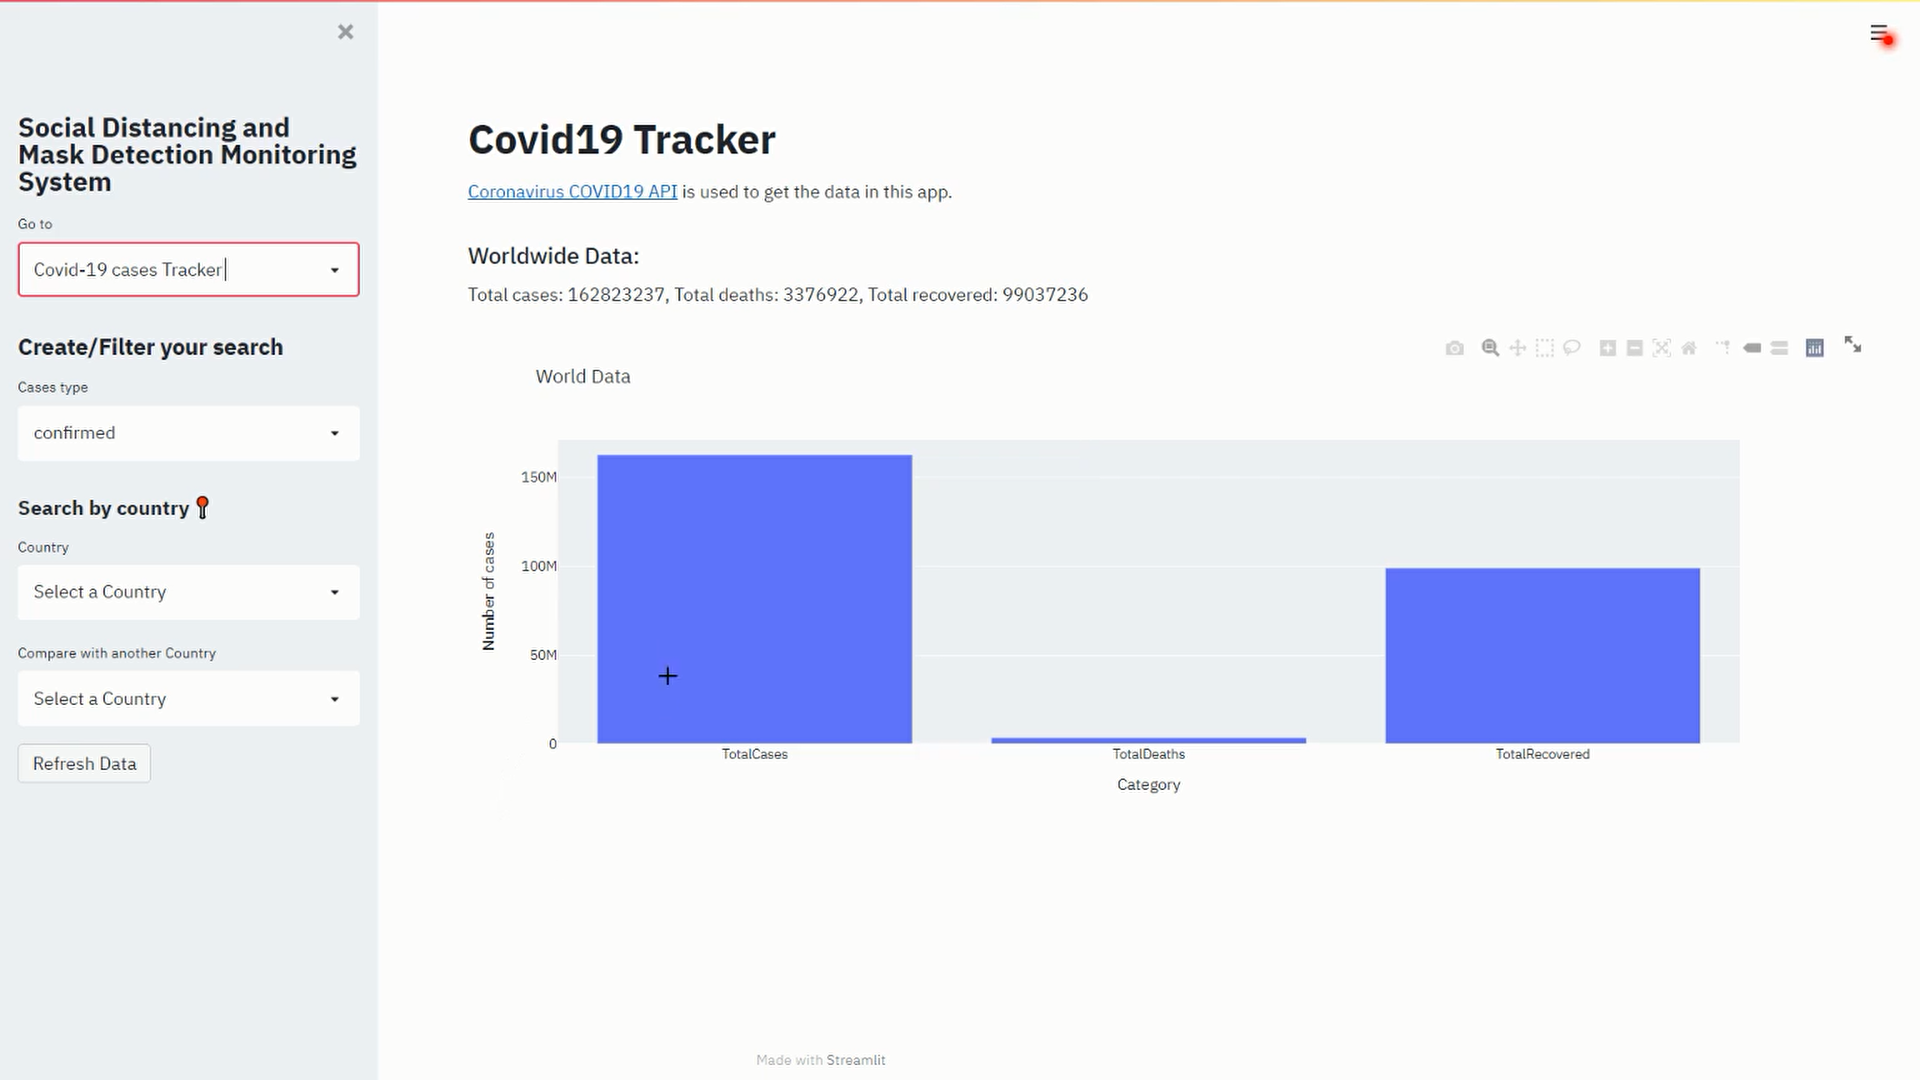 Social Distancing and
Mask Detection Monitoring
System
Go to
Covid-19 cases Tracker
Create/Filter your search
Cases type
confirmed
Search by country
Country
Select a Country
Compare with another Country
Select a Country
Refresh Data
Covid19 Tracker
Coronavirus COVID19 API is used to get the data in this app.
Worldwide Data:
Total cases: 162823237, Total deaths: 3376922, Total recovered: 99037236
World Data
Number of cases
150M
100M
50M
0
TotalCases
TotalDeaths
TotalRecovered
Category
Made with Streamlit